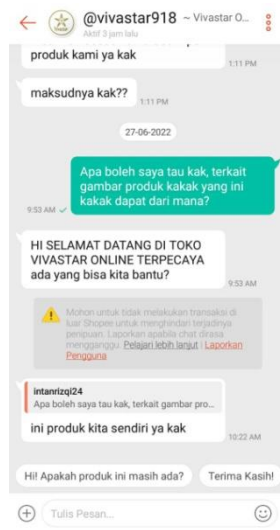 @vivastar918 ~ Vivastar O...
Aktif 3 jam lalu
produk kami ya kak
1:11 PM
maksudnya kak??
1:11 PM
27-06-2022
Apa boleh saya tau kak, terkait
gambar produk kakak yang ini
kakak dapat dari mana?
9:53 AM
HI SELAMAT DATANG DI TOKO
VIVASTAR ONLINE TERPECAYA
ada yang bisa kita bantu?
9:53 AM
Mohon untuk tidak melakukan transaksi di
luar Shopee untuk menghindari terjadinya
penipuan. Laporkan apabila chat dirasa
mengganggu. Pelajari lebih lanjut | Laporkan
Pengguna
intanrizqi24
Apa boleh saya tau kak, terkait gambar pro...
ini produk kita sendiri ya kak
10:22 AM
Hi! Apakah produk ini masih ada?
Terima Kasih!
Tulis Pesan...